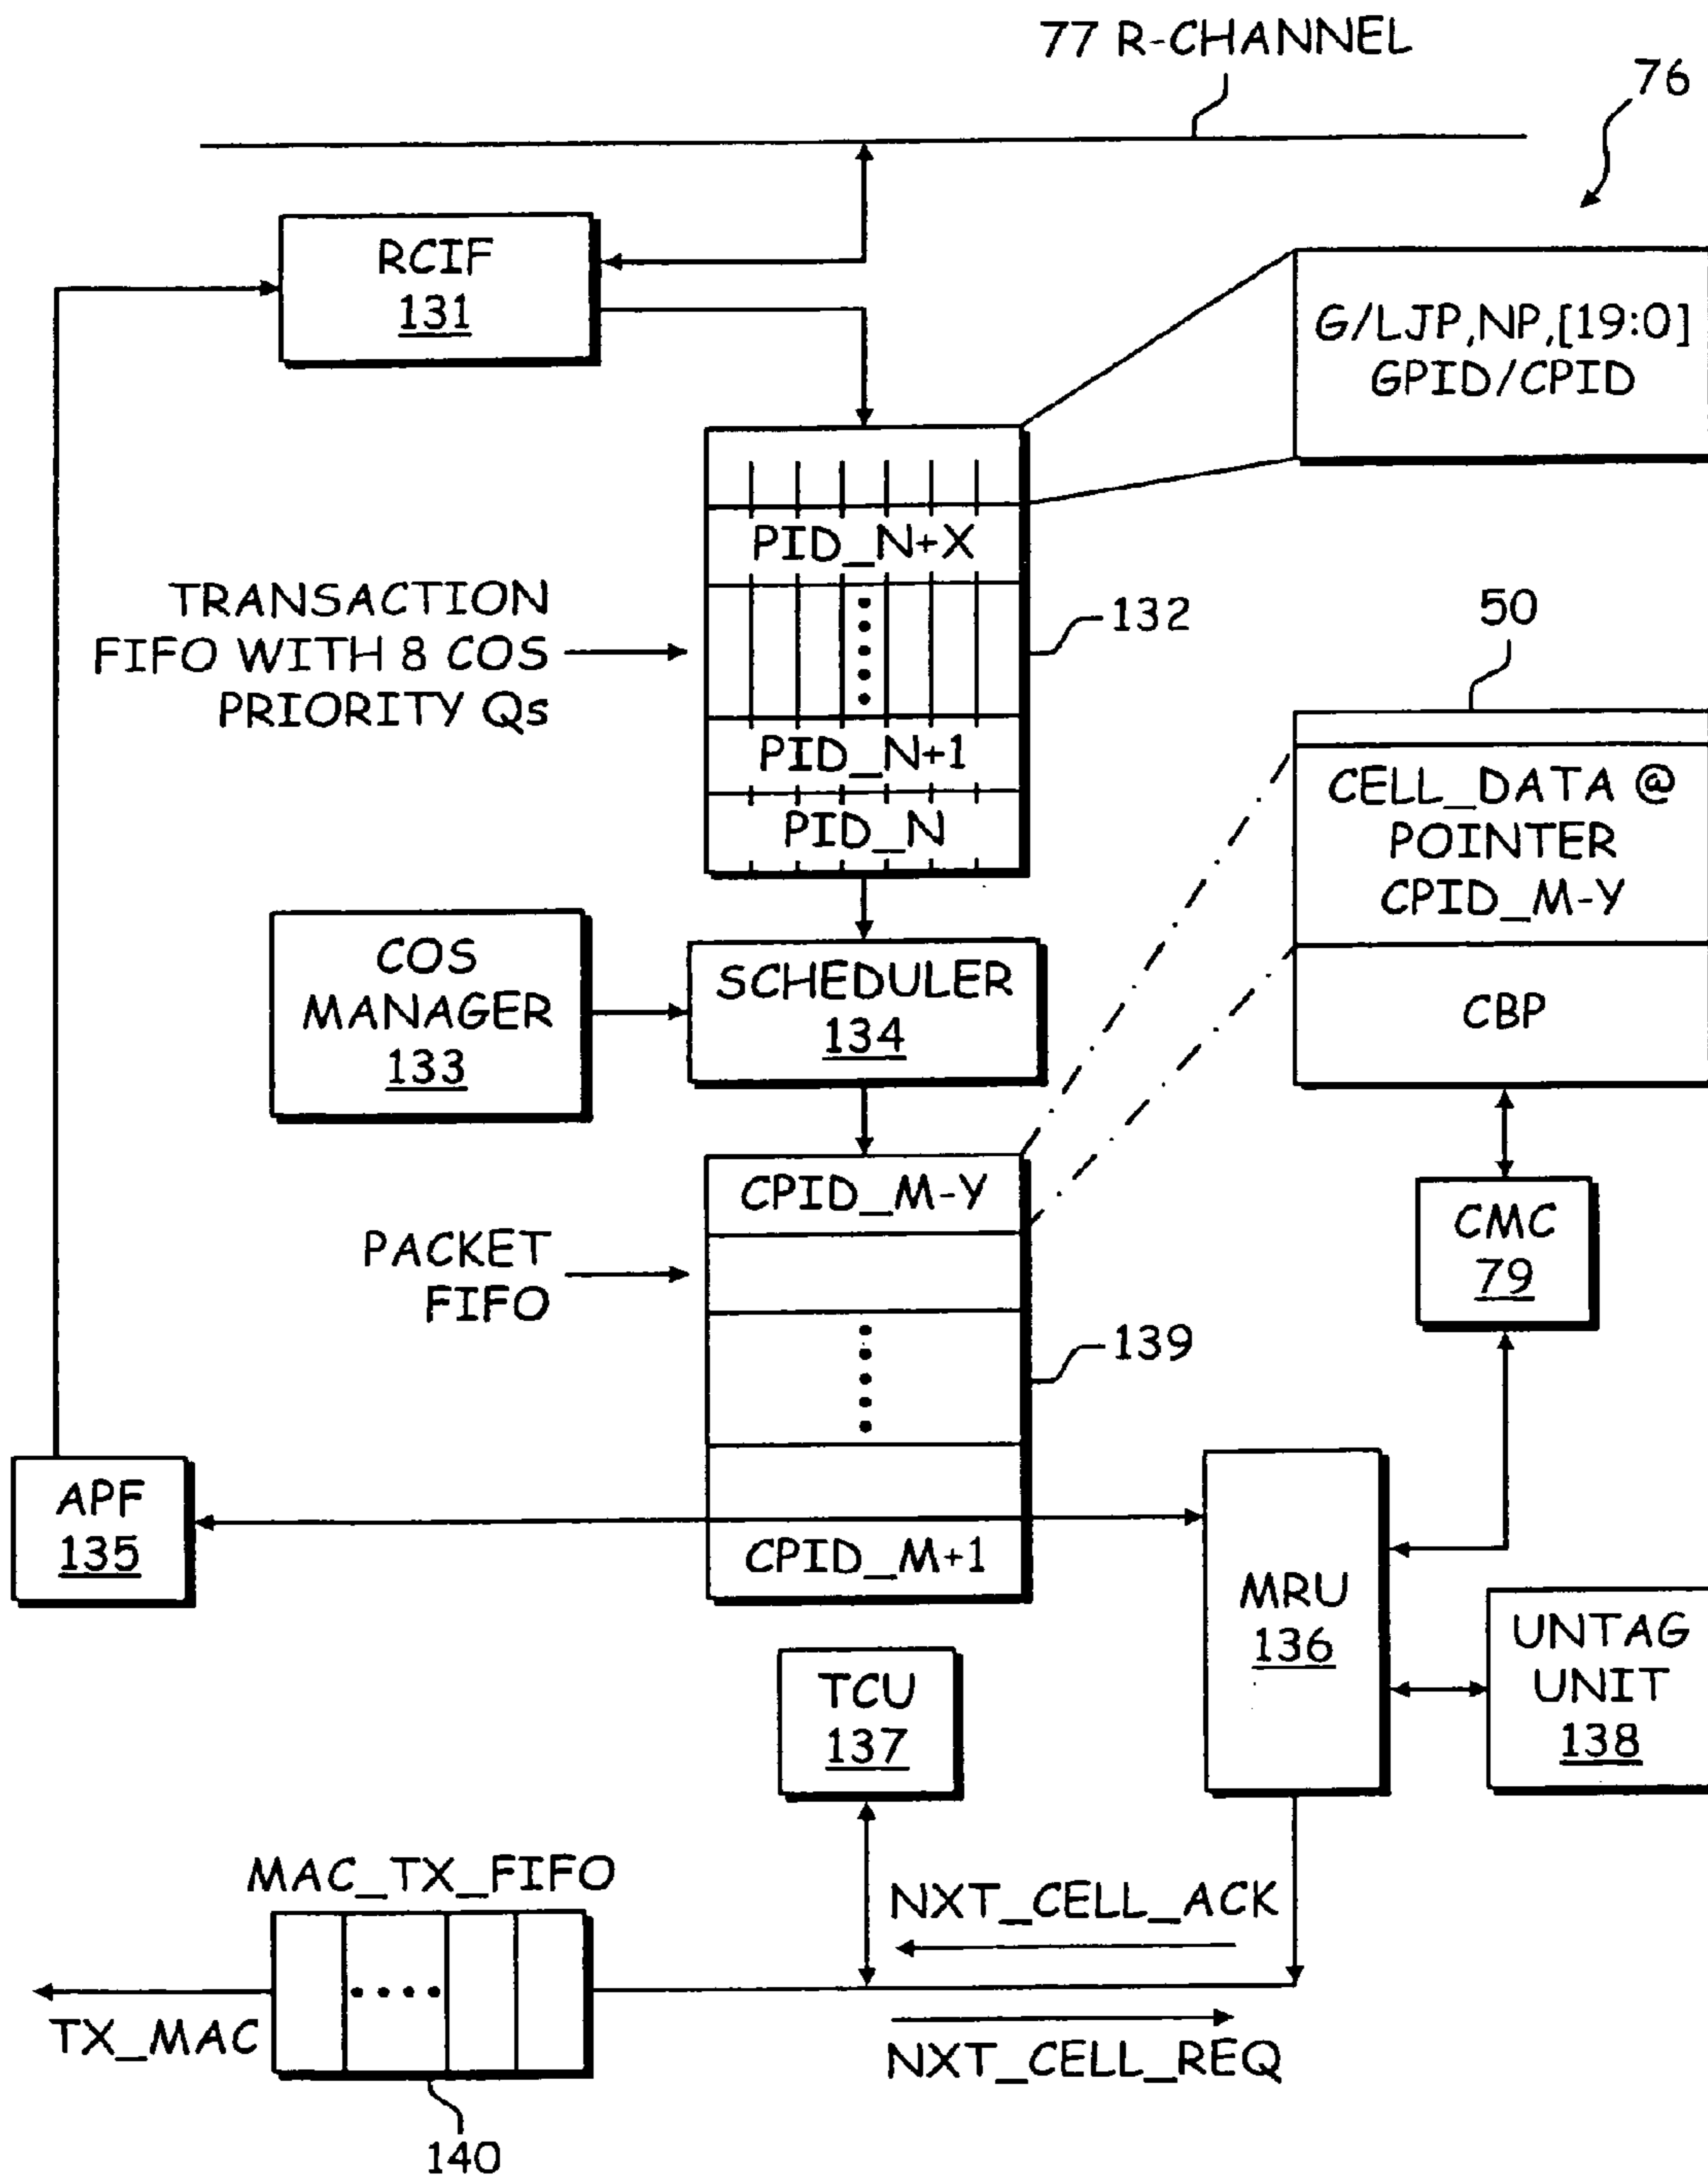 77 R-CHANNEL
76
RCIF
131
G/LJP,NP,[19:0]
GPID/CPID
PID_N+X
TRANSACTION
FIFO WITH 8 COS
PRIORITY Qs
132
PID_N+1
PID_N
50
CELL_DATA @
POINTER
CPID_M-Y
CBP
COS
MANAGER
133
SCHEDULER
134
CPID_M-Y
PACKET
FIFO
139
CMC
79
APF
135
CPID_M+1
MRU
136
UNTAG
UNIT
138
TCU
137
MAC_TX_FIFO
NXT_CELL_ACK
TX_MAC
NXT_CELL_REQ
140